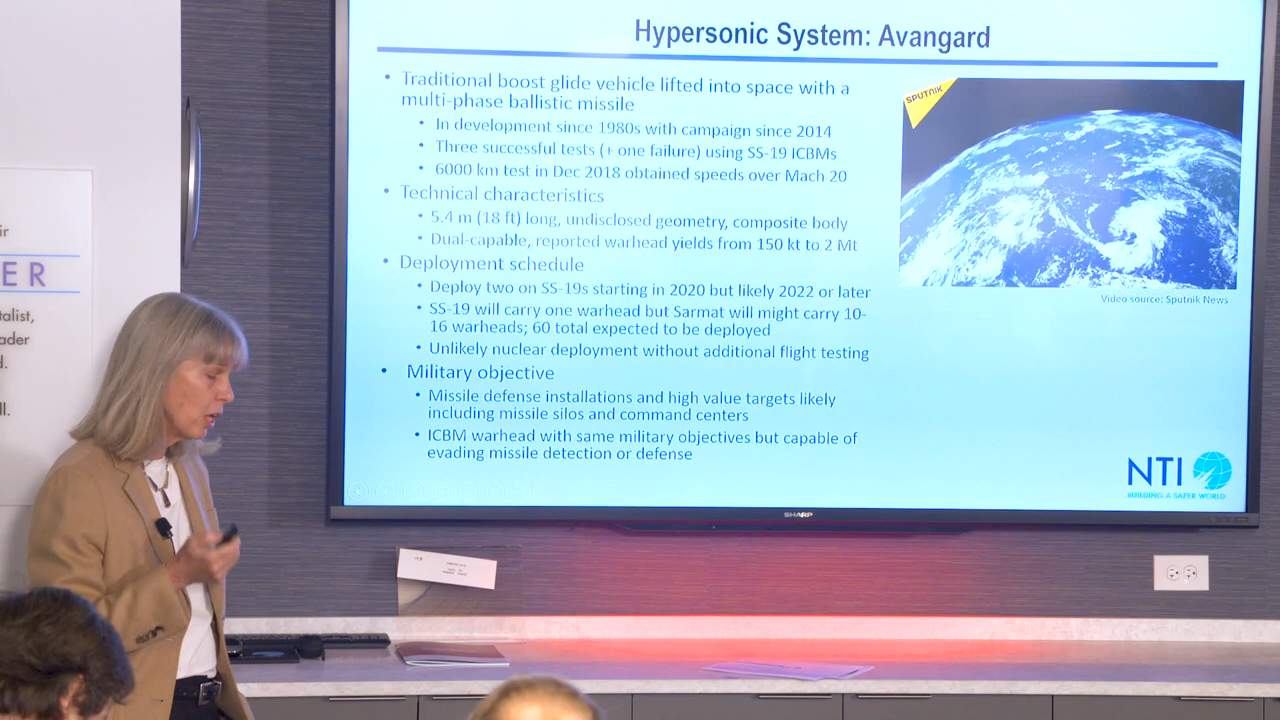 Hypersonic System: Avangard
• Traditional boost glide vehicle lifted into space with a
multi-phase ballistic missile
• In development since 1980s with campaign since 2014
• Three successful tests (+ one failure) using SS-19 ICBMs
• 6000 km test in Dec 2018 obtained speeds over Mach 20
• Technical characteristics
• 5.4 m (18 ft) long, undisclosed geometry, composite body
• Dual-capable, reported warhead yields from 150 kt to 2 Mt
• Deployment schedule
• Deploy two on SS-19s starting in 2020 but likely 2022 or later
• SS-19 will carry one warhead but Sarmat will might carry 10-
16 warheads; 60 total expected to be deployed
• Unlikely nuclear deployment without additional flight testing
• Military objective
• Missile defense installations and high value targets likely
including missile silos and command centers
• ICBM warhead with same military objectives but capable of
evading missile detection or defense
SPUTNIK
Video source: Sputnik News
NTI
BUILDING A SAFER WORLD
SHARP
ir
ER
talist,
ader
d.
ll.